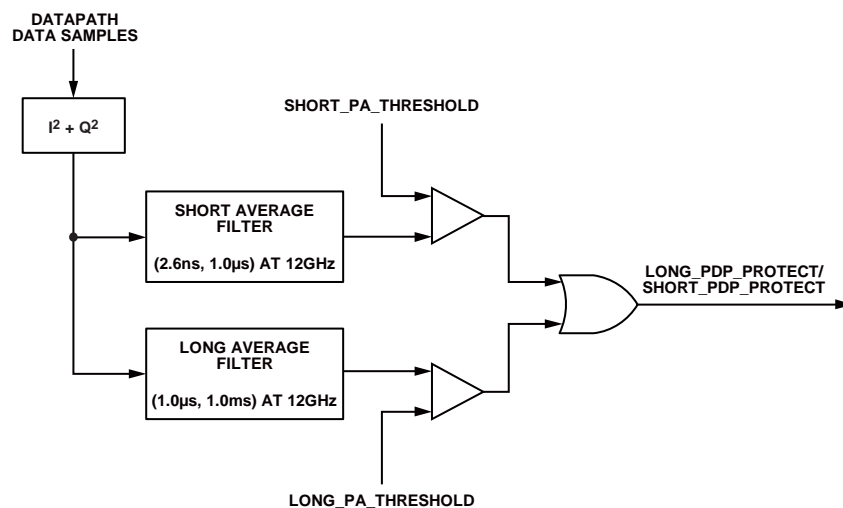 DATAPATH
DATA SAMPLES
I² + Q²
SHORT_PA_THRESHOLD
SHORT AVERAGE
FILTER
(2.6ns, 1.0µs) AT 12GHz
LONG_PDP_PROTECT/
SHORT_PDP_PROTECT
LONG AVERAGE
FILTER
(1.0µs, 1.0ms) AT 12GHz
LONG_PA_THRESHOLD